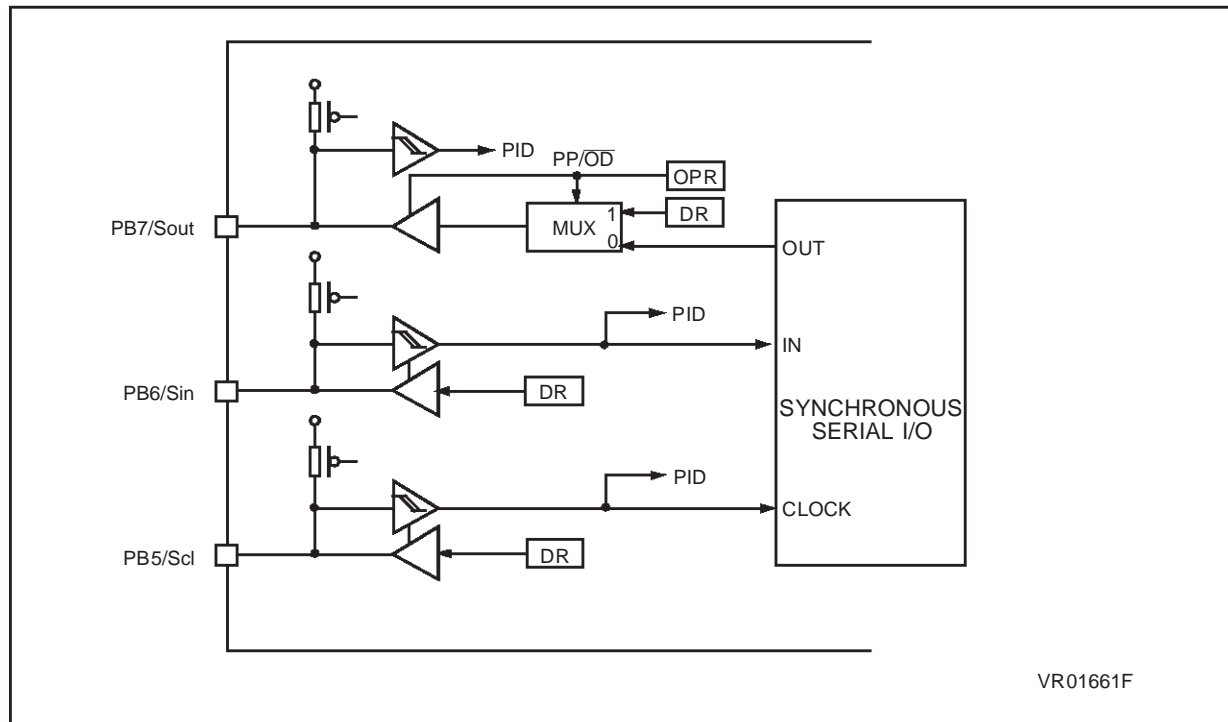 PID
PP/O̅D̅
OPR
PB7/Sout
MUX
1
0
DR
OUT
PID
IN
PB6/Sin
DR
SYNCHRONOUS
SERIAL I/O
PID
CLOCK
PB5/Scl
DR
VR01661F